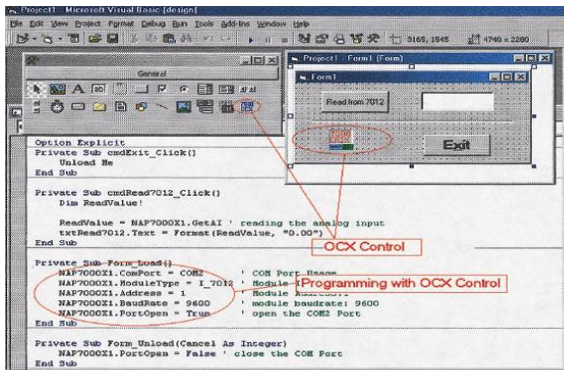 Project1 - Microsoft Visual Basic [design]
File Edit View Project Format Debug Run Tools Add-Ins Window Help
3165, 1545
4740 x 2280
General
Project1 - Form1 (Form)
Form1
Read from 7012
Exit
Option Explicit
Private Sub cmdExit_Click()
Unload Me
End Sub
Private Sub cmdRead7012_Click()
Dim ReadValue!
ReadValue = NAP7000X1.GetAI ' reading the analog input
txtRead7012.Text = Format(ReadValue, "0.00")
End Sub
OCX Control
Private Sub Form_Load()
NAP7000X1.ComPort = COM2 ' COM Port Usage
NAP7000X1.ModuleType = I_7012 ' Module
NAP7000X1.Address = 1 ' Module
Programming with OCX Control
NAP7000X1.BaudRate = 9600 ' module baudrate: 9600
NAP7000X1.PortOpen = True ' open the COM2 Port
End Sub
Private Sub Form_Unload(Cancel As Integer)
NAP7000X1.PortOpen = False ' close the COM Port
End Sub